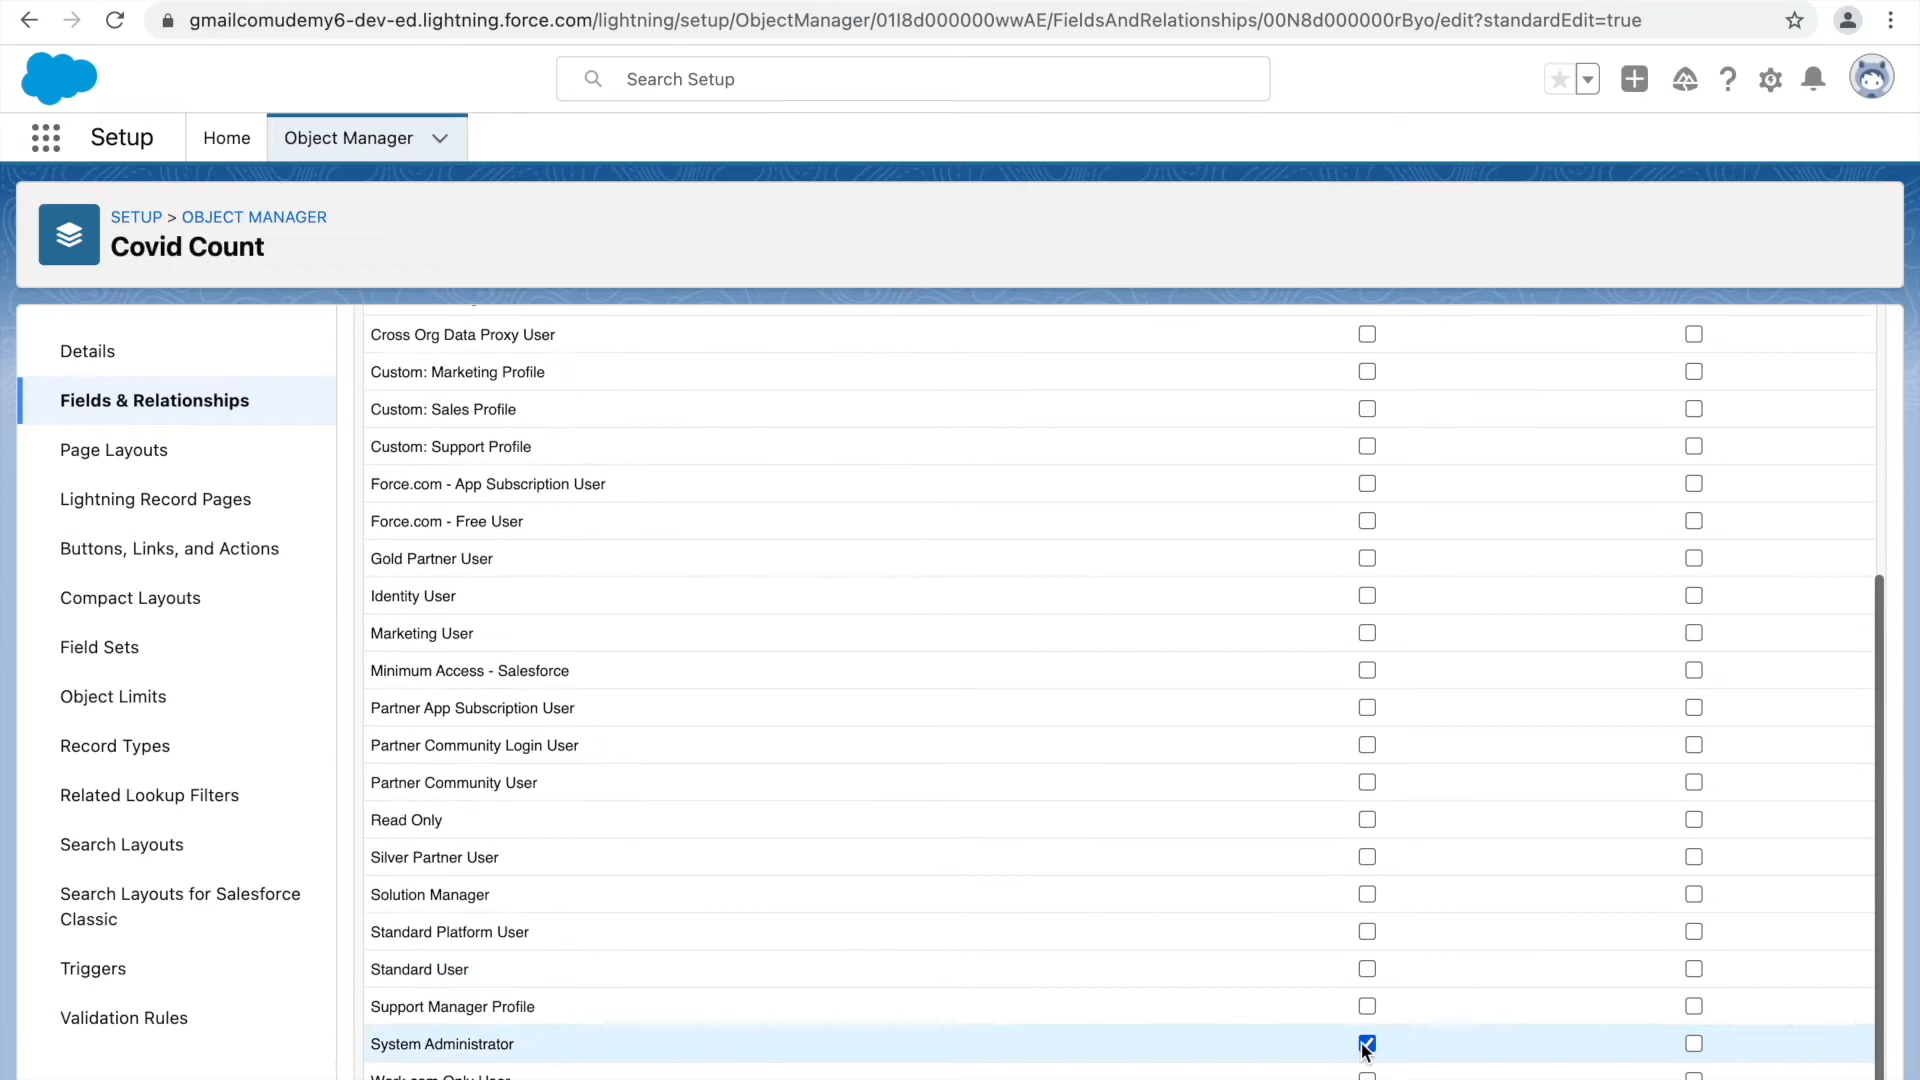 gmailcomudemy6-dev-ed.lightning.force.com/lightning/setup/ObjectManager/01I8d000000wwAE/FieldsAndRelationships/00N8d000000rByo/edit?standardEdit=true
Search Setup
Setup
Home
Object Manager
SETUP > OBJECT MANAGER
Covid Count
Details
Fields & Relationships
Page Layouts
Lightning Record Pages
Buttons, Links, and Actions
Compact Layouts
Field Sets
Object Limits
Record Types
Related Lookup Filters
Search Layouts
Search Layouts for Salesforce
Classic
Triggers
Validation Rules
Cross Org Data Proxy User
Custom: Marketing Profile
Custom: Sales Profile
Custom: Support Profile
Force.com - App Subscription User
Force.com - Free User
Gold Partner User
Identity User
Marketing User
Minimum Access - Salesforce
Partner App Subscription User
Partner Community Login User
Partner Community User
Read Only
Silver Partner User
Solution Manager
Standard Platform User
Standard User
Support Manager Profile
System Administrator
Work.com Only User